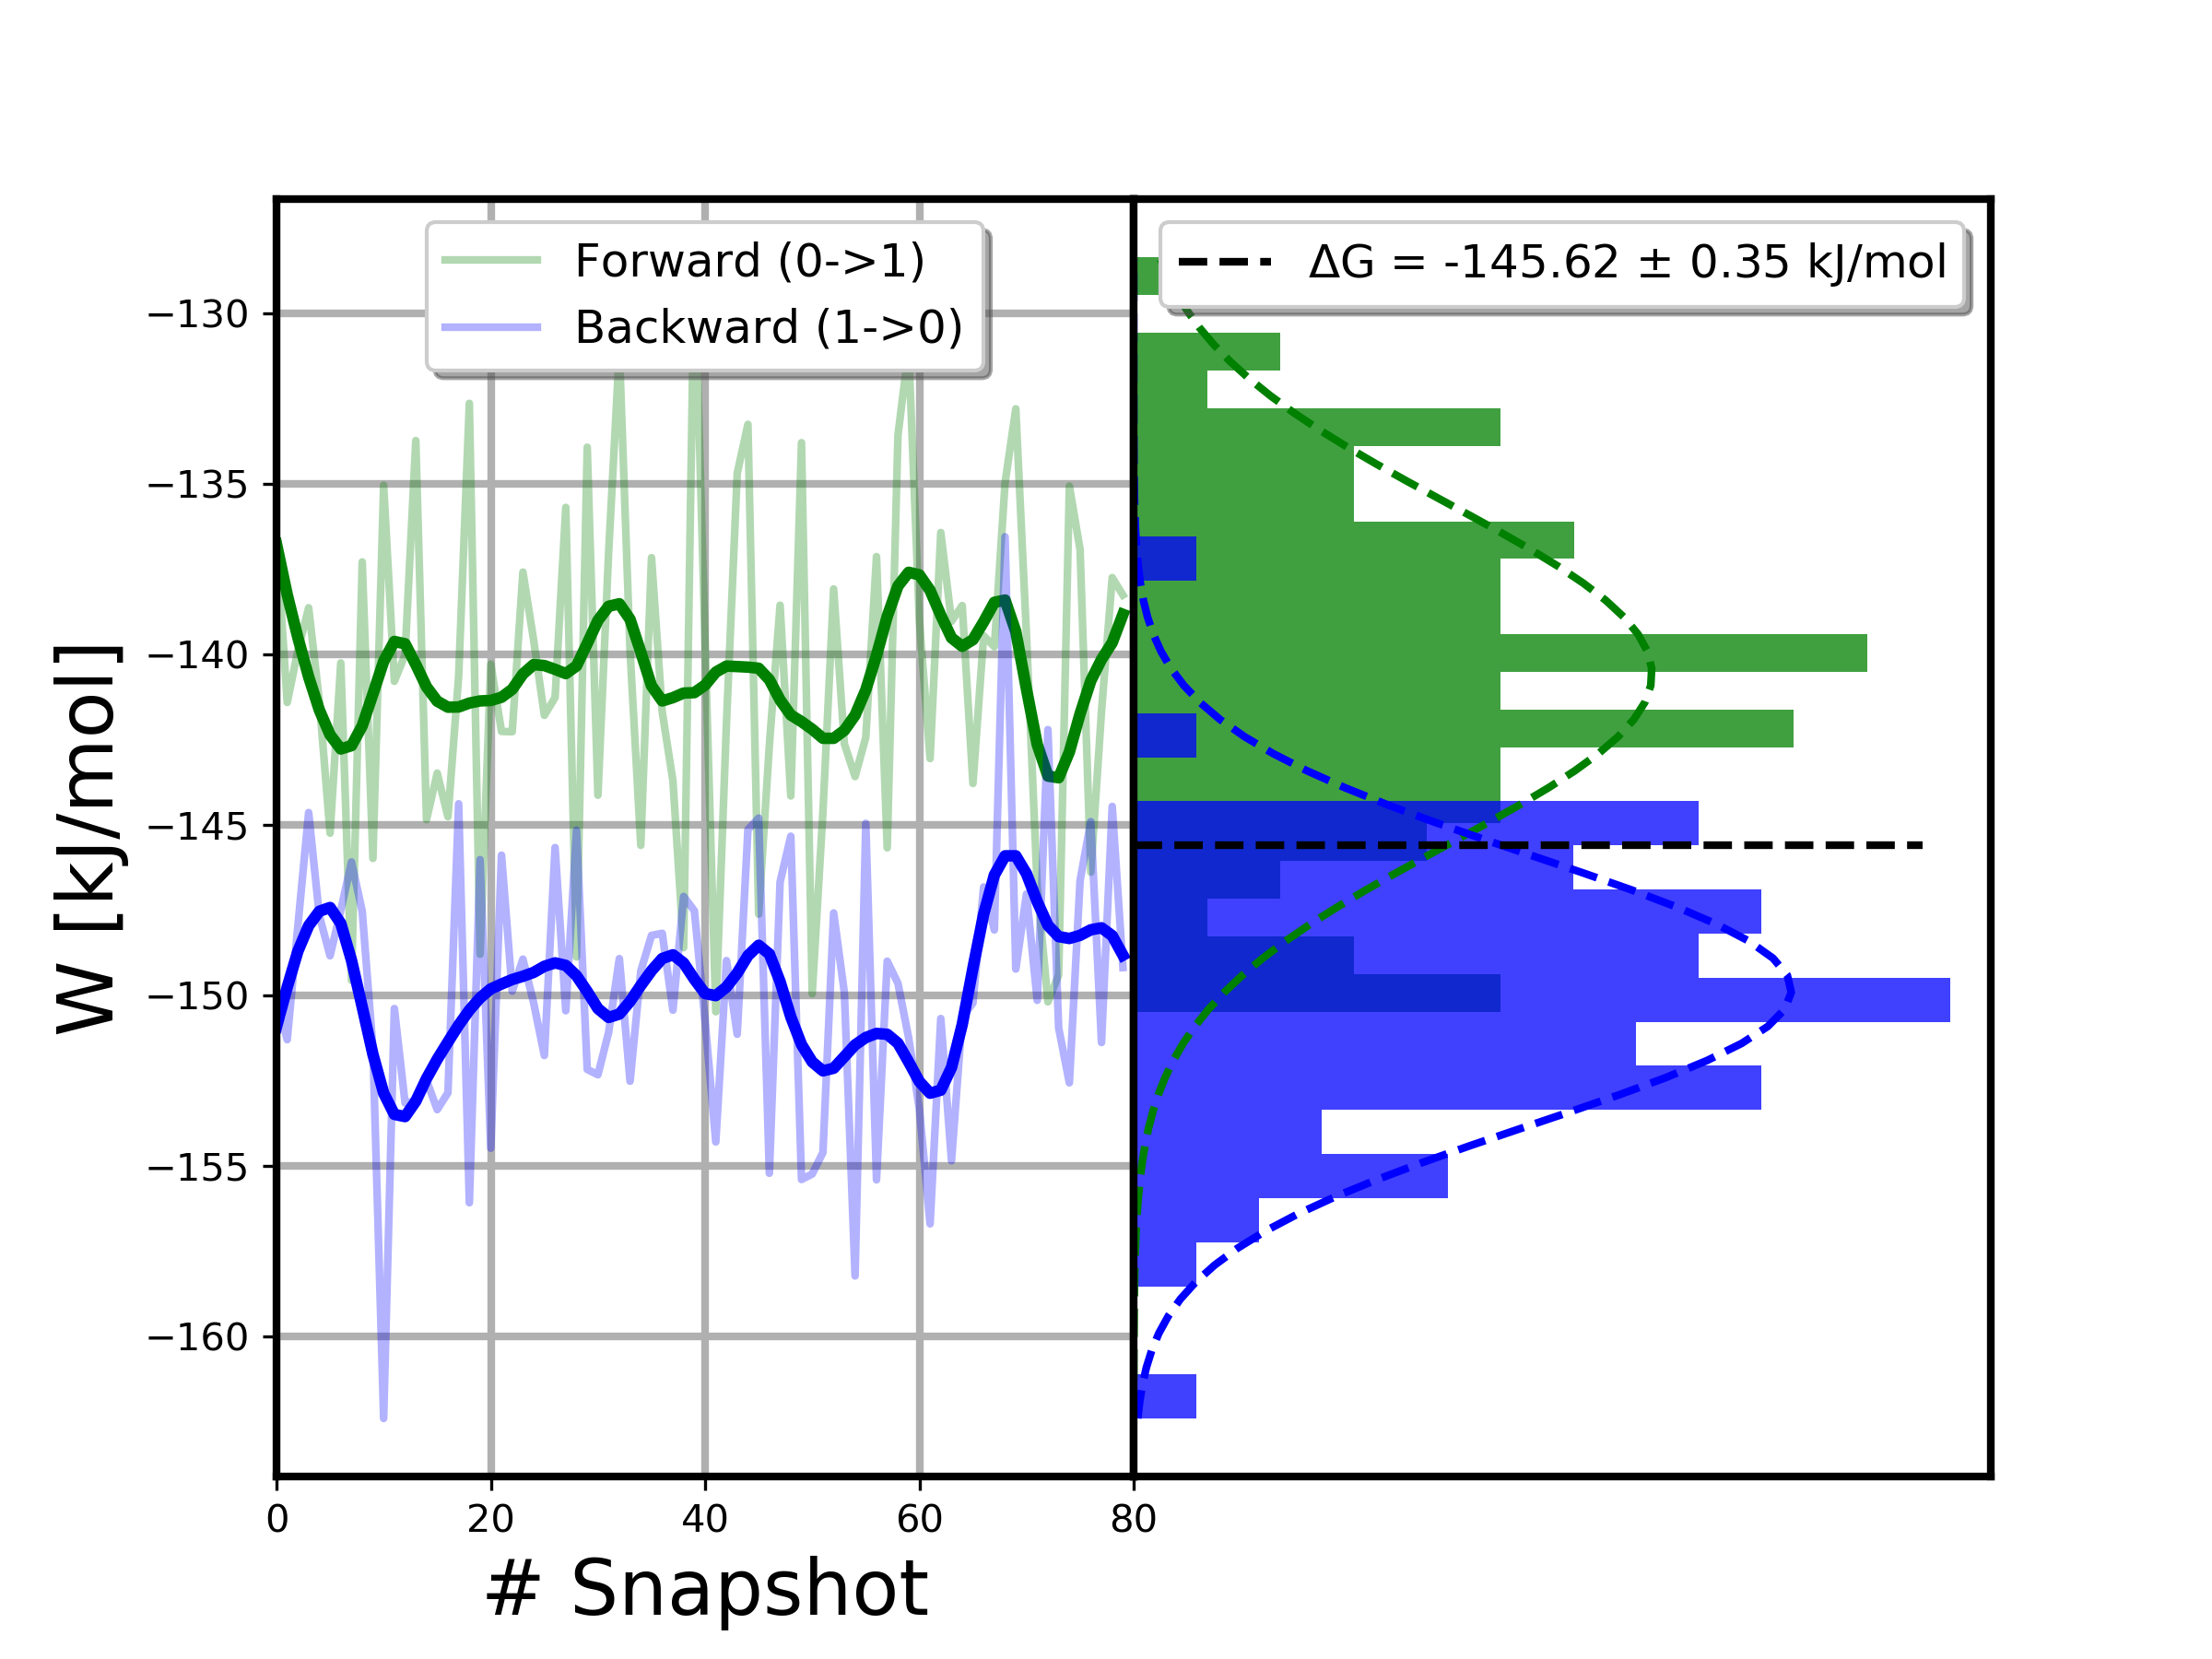 Forward (0->1)
Backward (1->0)
ΔG = -145.62 ± 0.35 kJ/mol
W [kJ/mol]
−130
−135
−140
−145
−150
−155
−160
0 20 40 60 80
# Snapshot